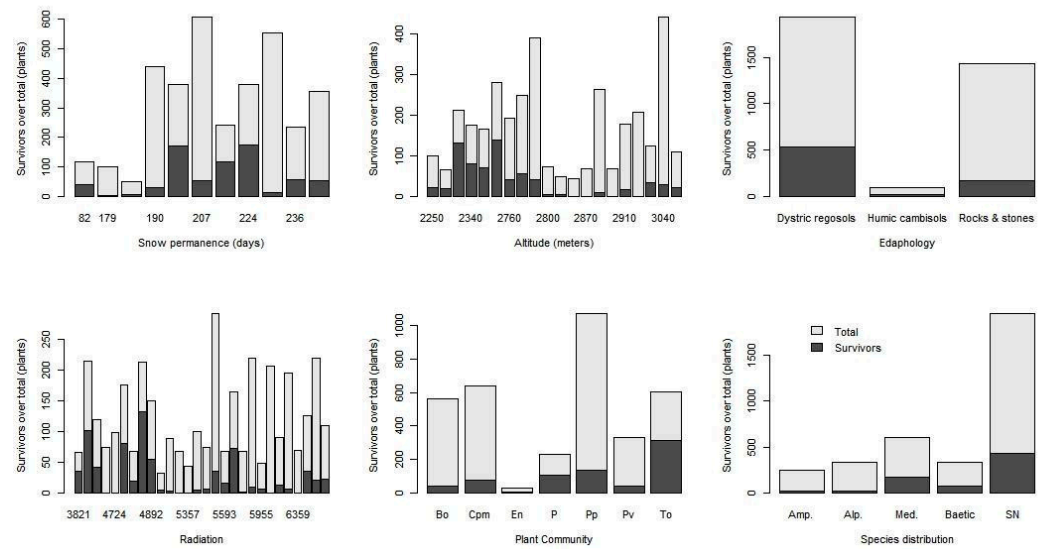 Survivors over total (plants)
600
500
400
300
200
100
0
82 179 190 207 224 236
Snow permanence (days)
Survivors over total (plants)
400
300
200
100
0
2250 2340 2760 2800 2870 2910 3040
Altitude (meters)
Survivors over total (plants)
1500
1000
500
0
Dystric regosols Humic cambisols Rocks & stones
Edaphology
Survivors over total (plants)
250
200
150
100
50
0
3821 4724 4892 5357 5593 5955 6359
Radiation
Survivors over total (plants)
1000
800
600
400
200
0
Bo Cpm En P Pp Pv To
Plant Community
Survivors over total (plants)
1500
1000
500
0
Total
Survivors
Amp. Alp. Med. Baetic SN
Species distribution